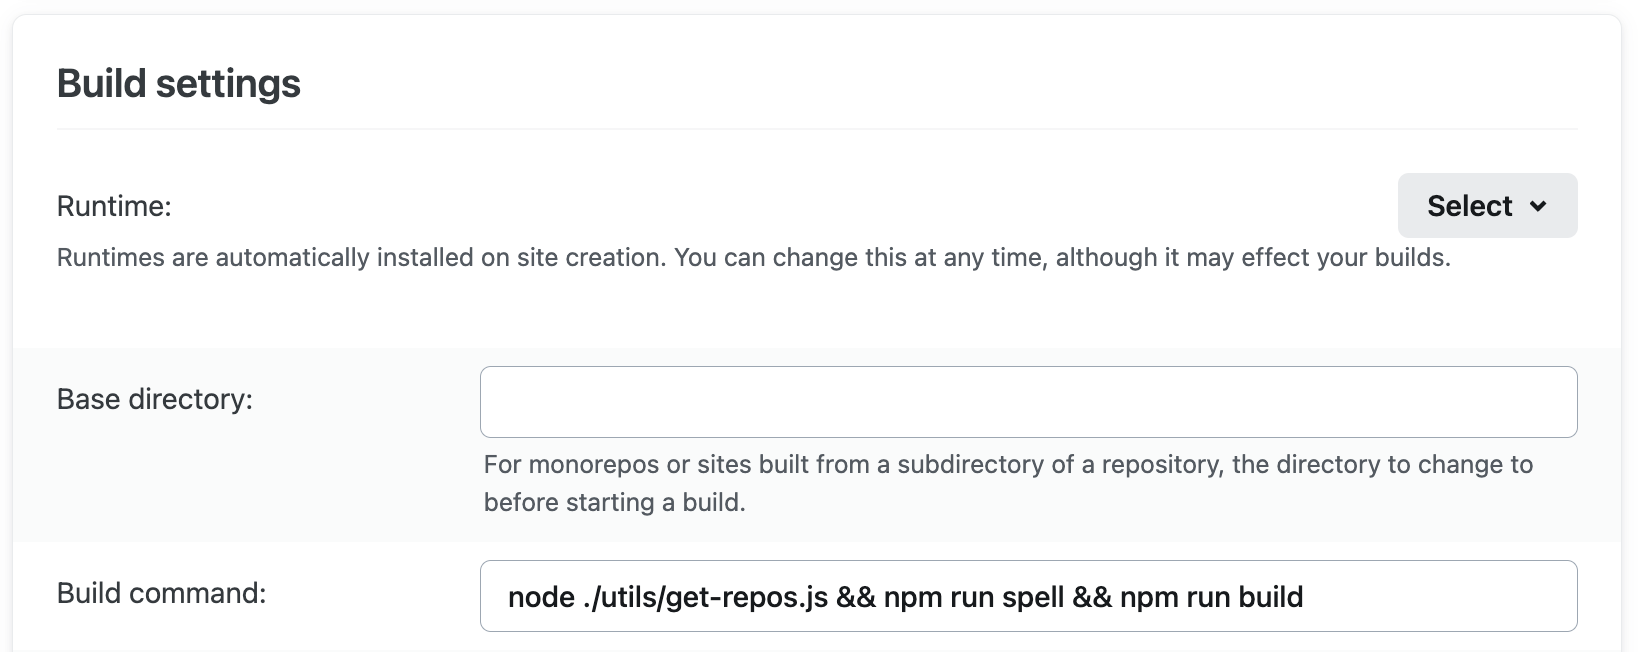 Build settings
Runtime:
Select
Runtimes are automatically installed on site creation. You can change this at any time, although it may effect your builds.
Base directory:
For monorepos or sites built from a subdirectory of a repository, the directory to change to
before starting a build.
Build command:
node ./utils/get-repos.js && npm run spell && npm run build